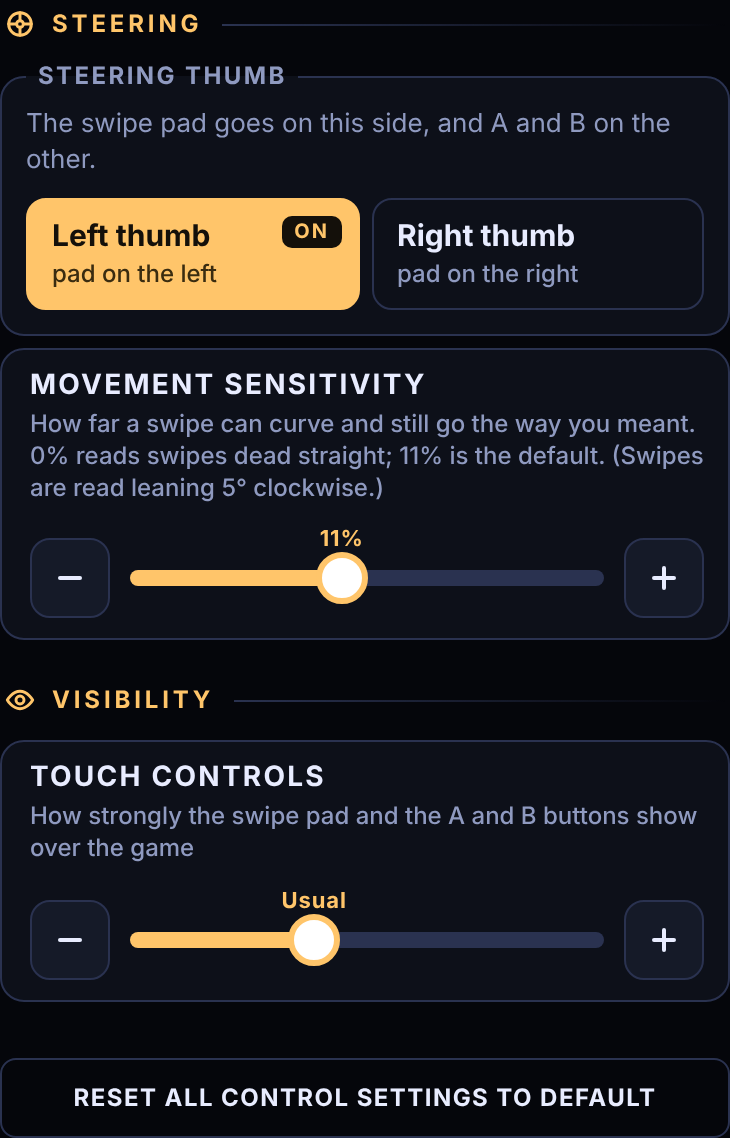 STEERING
STEERING THUMB
The swipe pad goes on this side, and A and B on the
other.
Left thumb
ON
pad on the left
Right thumb
pad on the right
MOVEMENT SENSITIVITY
How far a swipe can curve and still go the way you meant.
0% reads swipes dead straight; 11% is the default. (Swipes
are read leaning 5° clockwise.)
11%
−
+
VISIBILITY
TOUCH CONTROLS
How strongly the swipe pad and the A and B buttons show
over the game
Usual
−
+
RESET ALL CONTROL SETTINGS TO DEFAULT